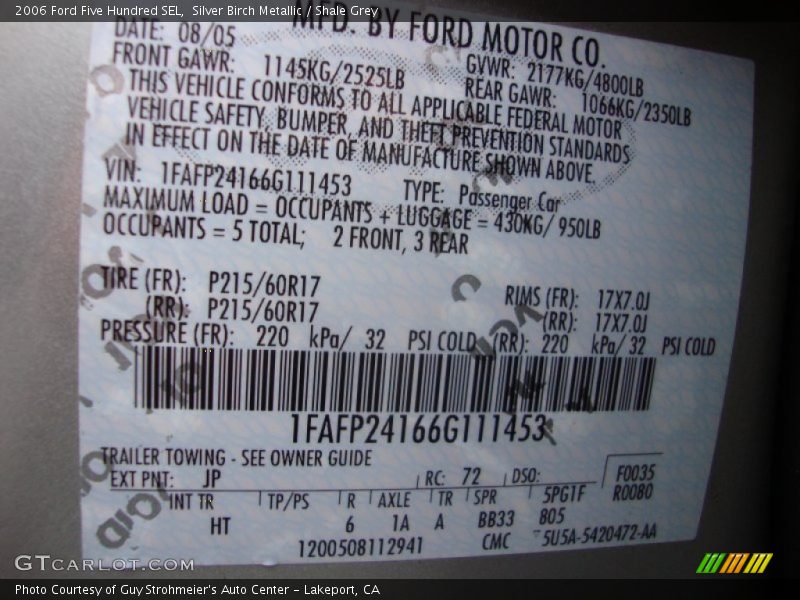 2006 Ford Five Hundred SEL, Silver Birch Metallic / Shale Grey
MFD. BY FORD MOTOR CO.
DATE: 08/05 GVWR: 2177KG/4800LB
FRONT GAWR: 1145KG/2525LB REAR GAWR: 1066KG/2350LB
THIS VEHICLE CONFORMS TO ALL APPLICABLE FEDERAL MOTOR
VEHICLE SAFETY, BUMPER, AND THEFT PREVENTION STANDARDS
IN EFFECT ON THE DATE OF MANUFACTURE SHOWN ABOVE.
VIN: 1FAFP24166G111453 TYPE: Passenger Car
MAXIMUM LOAD = OCCUPANTS + LUGGAGE = 430KG/ 950LB
OCCUPANTS = 5 TOTAL; 2 FRONT, 3 REAR
TIRE (FR): P215/60R17 RIMS (FR): 17X7.0J
(RR): P215/60R17 (RR): 17X7.0J
PRESSURE (FR): 220 kPa/ 32 PSI COLD (RR): 220 kPa/ 32 PSI COLD
1FAFP24166G111453
TRAILER TOWING - SEE OWNER GUIDE
EXT PNT: JP RC: 72 DSO: F0035
INT TR TP/PS R AXLE TR SPR 5PG1F R0080
HT 6 1A A BB33 805
1200508112941 CMC 5U5A-5420472-AA
GTCARLOT.COM
Photo Courtesy of Guy Strohmeier's Auto Center – Lakeport, CA